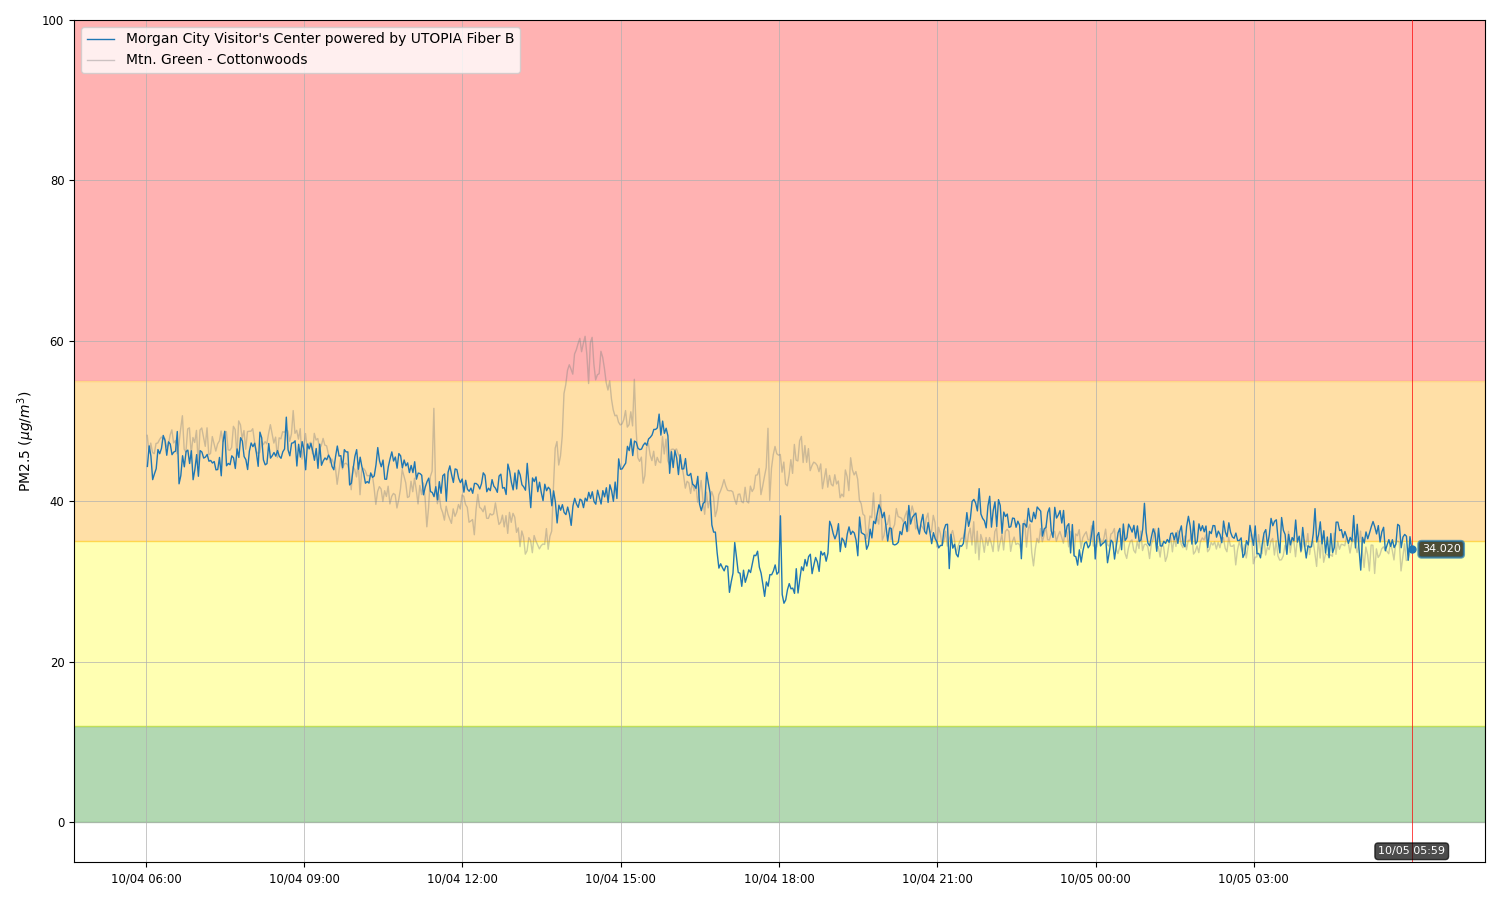 100
80
60
40
20
0
PM2.5 (μg/m³)
Morgan City Visitor's Center powered by UTOPIA Fiber B
Mtn. Green - Cottonwoods
34.020
10/05 05:59
10/04 06:00 10/04 09:00 10/04 12:00 10/04 15:00 10/04 18:00 10/04 21:00 10/05 00:00 10/05 03:00